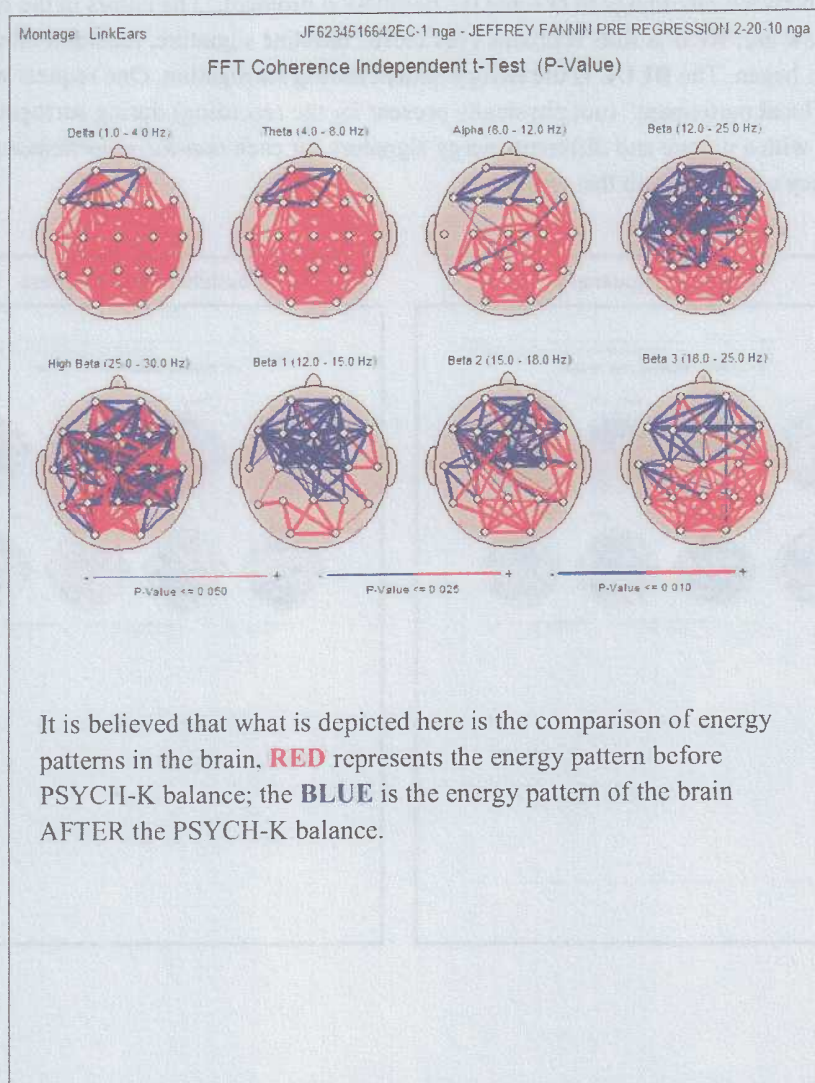 Montage: LinkEars JF6234516642EC-1 nga - JEFFREY FANNIN PRE REGRESSION 2-20-10 nga
FFT Coherence Independent t-Test (P-Value)
Delta (1.0 - 4.0 Hz) Theta (4.0 - 8.0 Hz) Alpha (8.0 - 12.0 Hz) Beta (12.0 - 25.0 Hz)
High Beta (25.0 - 30.0 Hz) Beta 1 (12.0 - 15.0 Hz) Beta 2 (15.0 - 18.0 Hz) Beta 3 (18.0 - 25.0 Hz)
- + - + - +
P-Value <= 0.050 P-Value <= 0.025 P-Value <= 0.010
It is believed that what is depicted here is the comparison of energy
patterns in the brain. RED represents the energy pattern before
PSYCH-K balance; the BLUE is the energy pattern of the brain
AFTER the PSYCH-K balance.